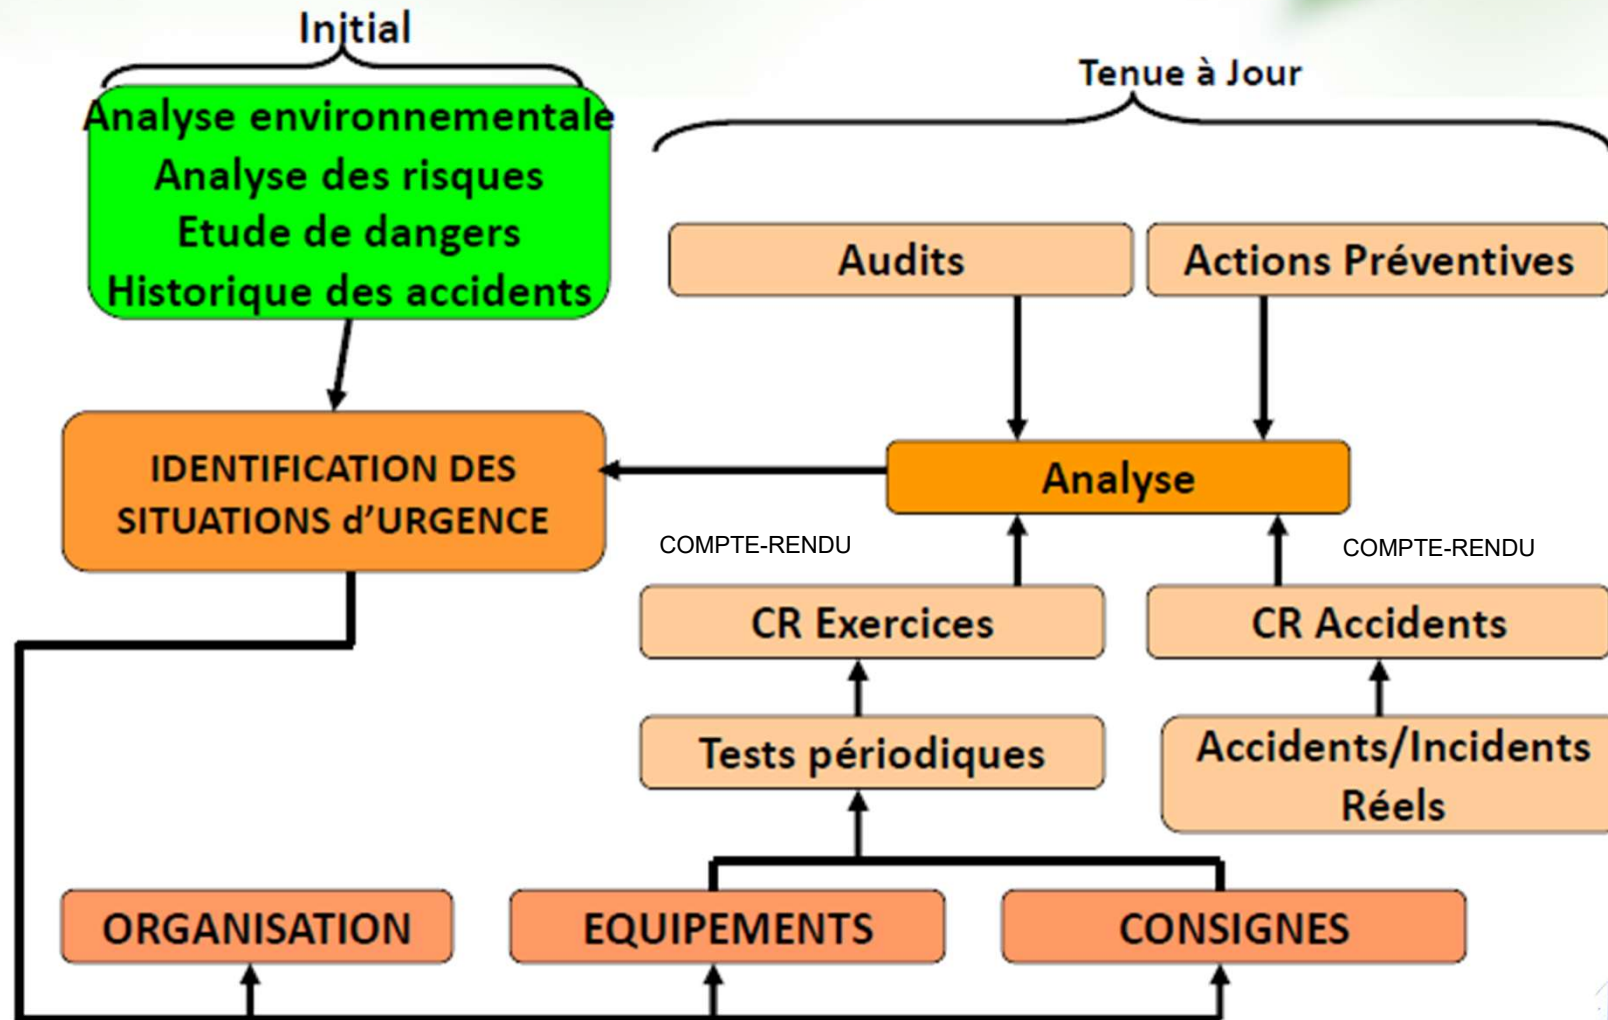 Initial
Analyse environnementale
Analyse des risques
Etude de dangers
Historique des accidents
Tenue à Jour
Audits
Actions Préventives
IDENTIFICATION DES
SITUATIONS d’URGENCE
Analyse
COMPTE-RENDU
COMPTE-RENDU
CR Exercices
CR Accidents
Tests périodiques
Accidents/Incidents
Réels
ORGANISATION
EQUIPEMENTS
CONSIGNES